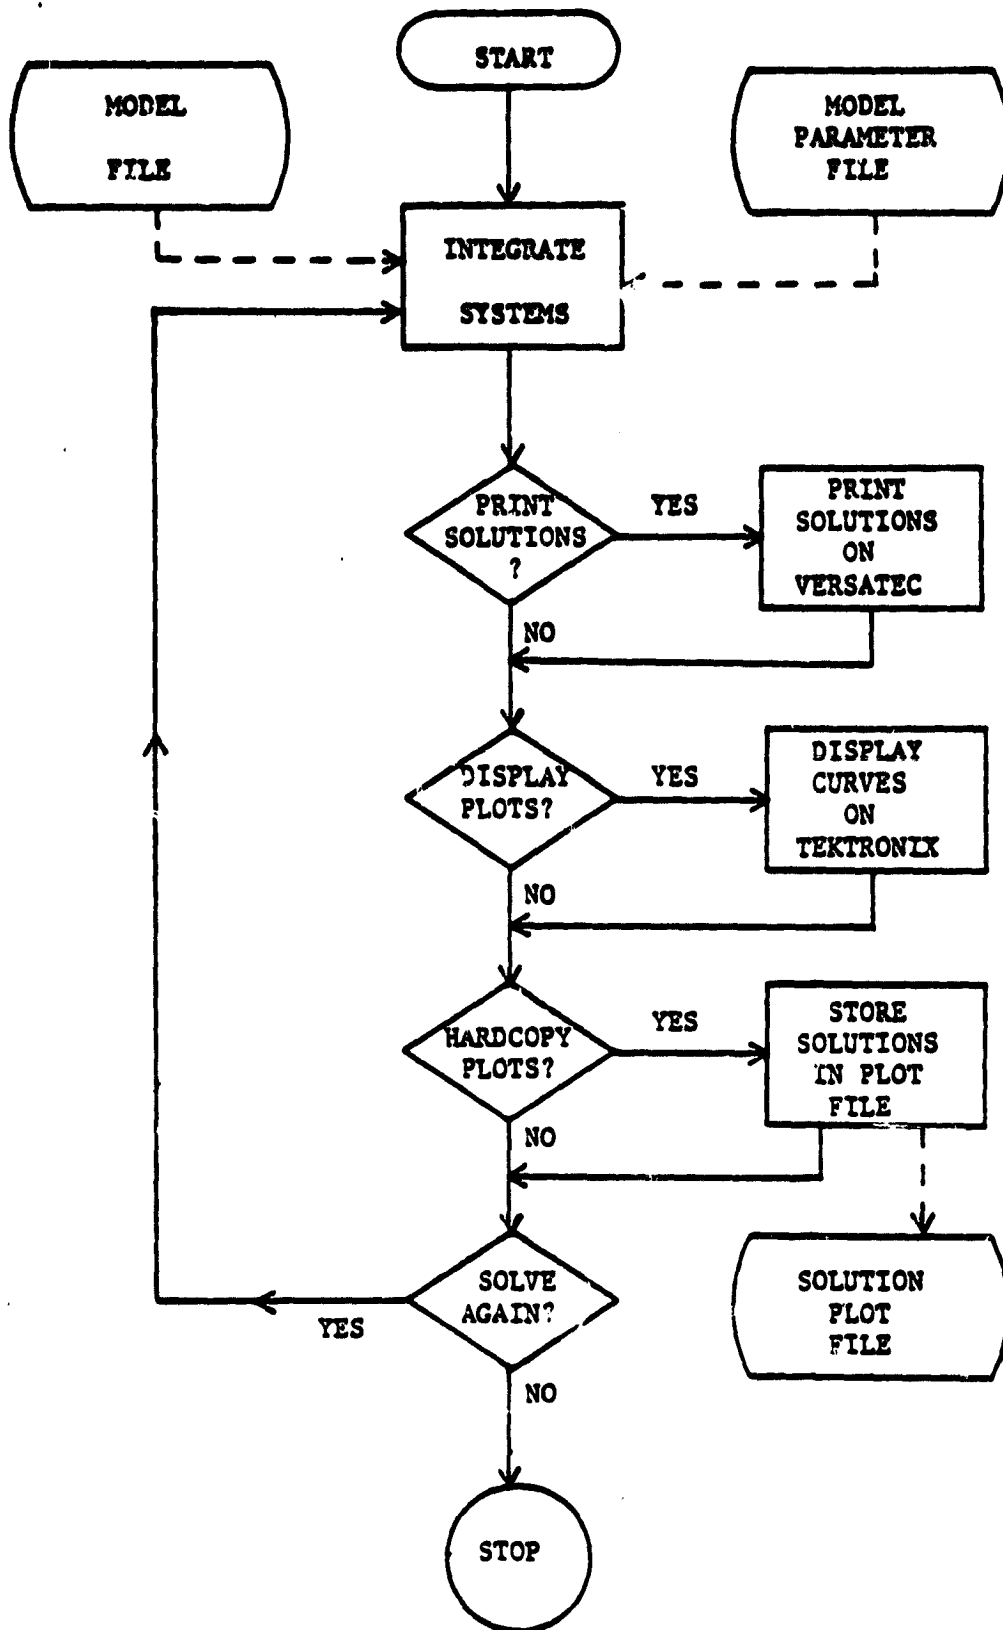 START
MODEL
FILE
MODEL
PARAMETER
FILE
INTEGRATE
SYSTEMS
PRINT
SOLUTIONS
?
YES
PRINT
SOLUTIONS
ON
VERSATEC
NO
DISPLAY
PLOTS?
YES
DISPLAY
CURVES
ON
TEKTRONIX
NO
HARDCOPY
PLOTS?
YES
STORE
SOLUTIONS
IN PLOT
FILE
NO
SOLVE
AGAIN?
YES
SOLUTION
PLOT
FILE
NO
STOP